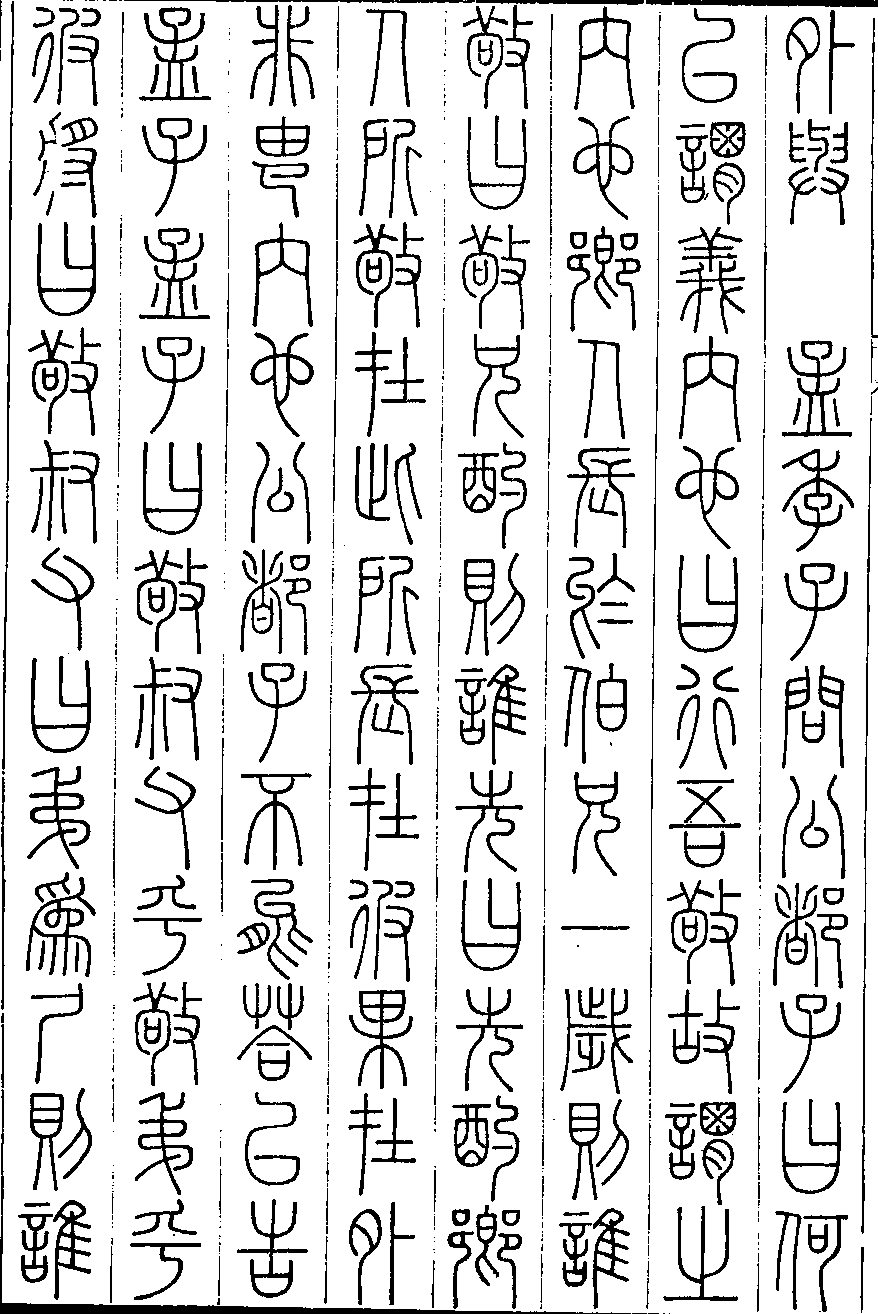 外與　孟季子問公都子曰何
以謂義內也曰行吾敬故謂之
內也鄉人長於伯兄一歲則誰
敬曰敬兄酌則誰先曰先酌鄉
人所敬在此所長在彼果在外
非由內也公都子不能答以告
孟子孟子曰敬叔父乎敬弟乎
彼將曰敬叔父曰弟為尸則誰